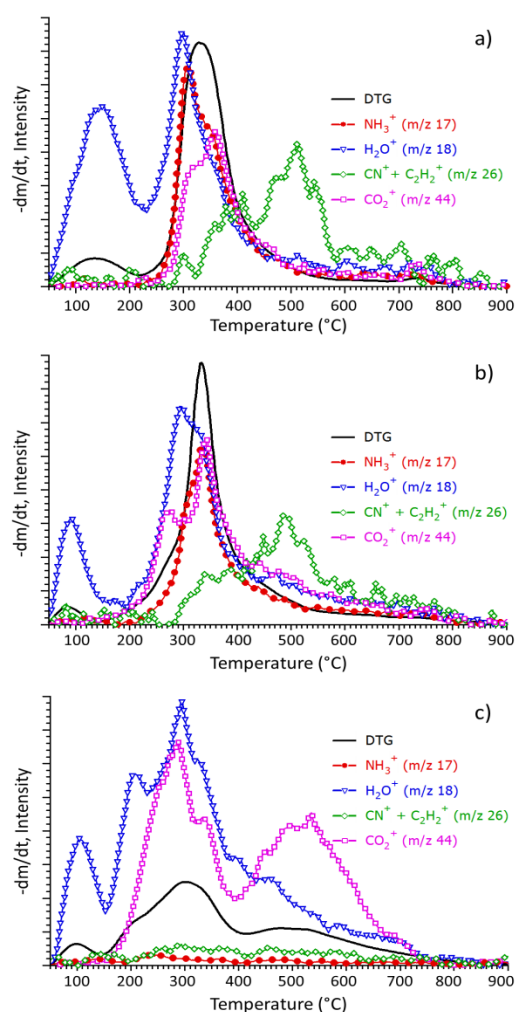 a)
DTG
NH₃⁺ (m/z 17)
H₂O⁺ (m/z 18)
CN⁺ + C₂H₂⁺ (m/z 26)
CO₂⁺ (m/z 44)
-dm/dt, Intensity
100 200 300 400 500 600 700 800 900
Temperature (°C)
b)
DTG
NH₃⁺ (m/z 17)
H₂O⁺ (m/z 18)
CN⁺ + C₂H₂⁺ (m/z 26)
CO₂⁺ (m/z 44)
-dm/dt, Intensity
100 200 300 400 500 600 700 800 900
Temperature (°C)
c)
DTG
NH₃⁺ (m/z 17)
H₂O⁺ (m/z 18)
CN⁺ + C₂H₂⁺ (m/z 26)
CO₂⁺ (m/z 44)
-dm/dt, Intensity
100 200 300 400 500 600 700 800 900
Temperature (°C)